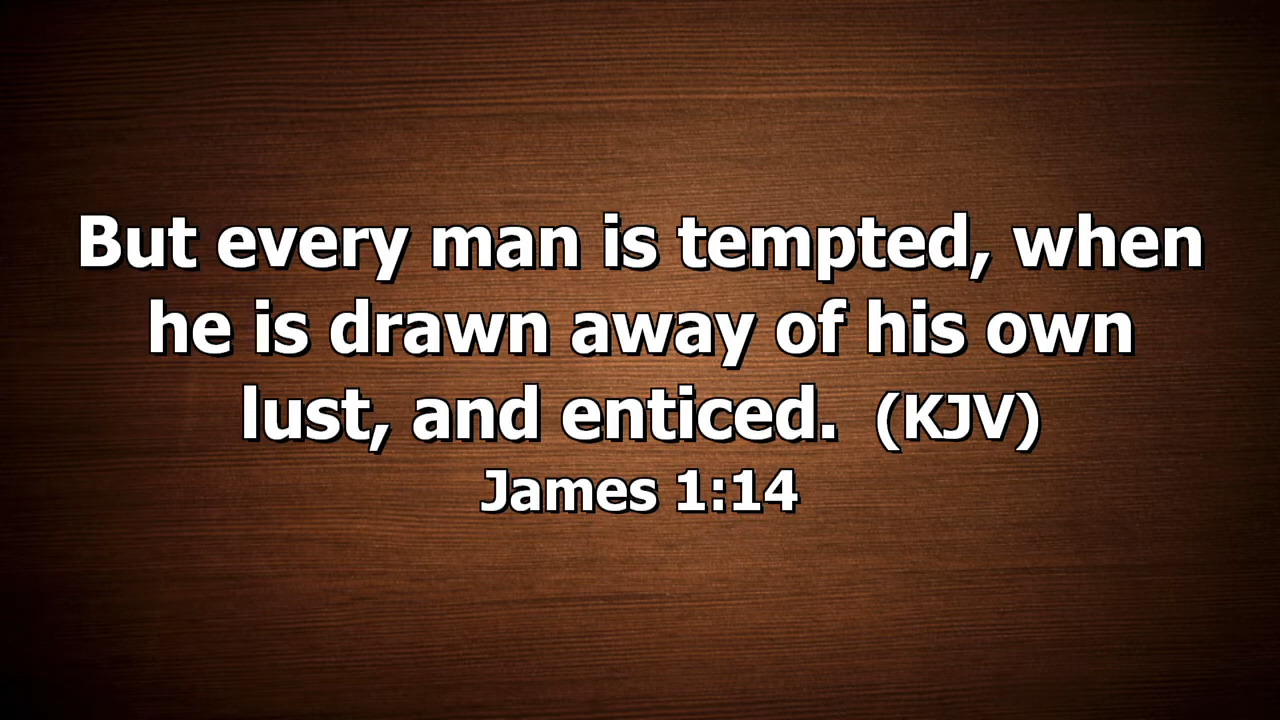 But every man is tempted, when
he is drawn away of his own
lust, and enticed. (KJV)
James 1:14